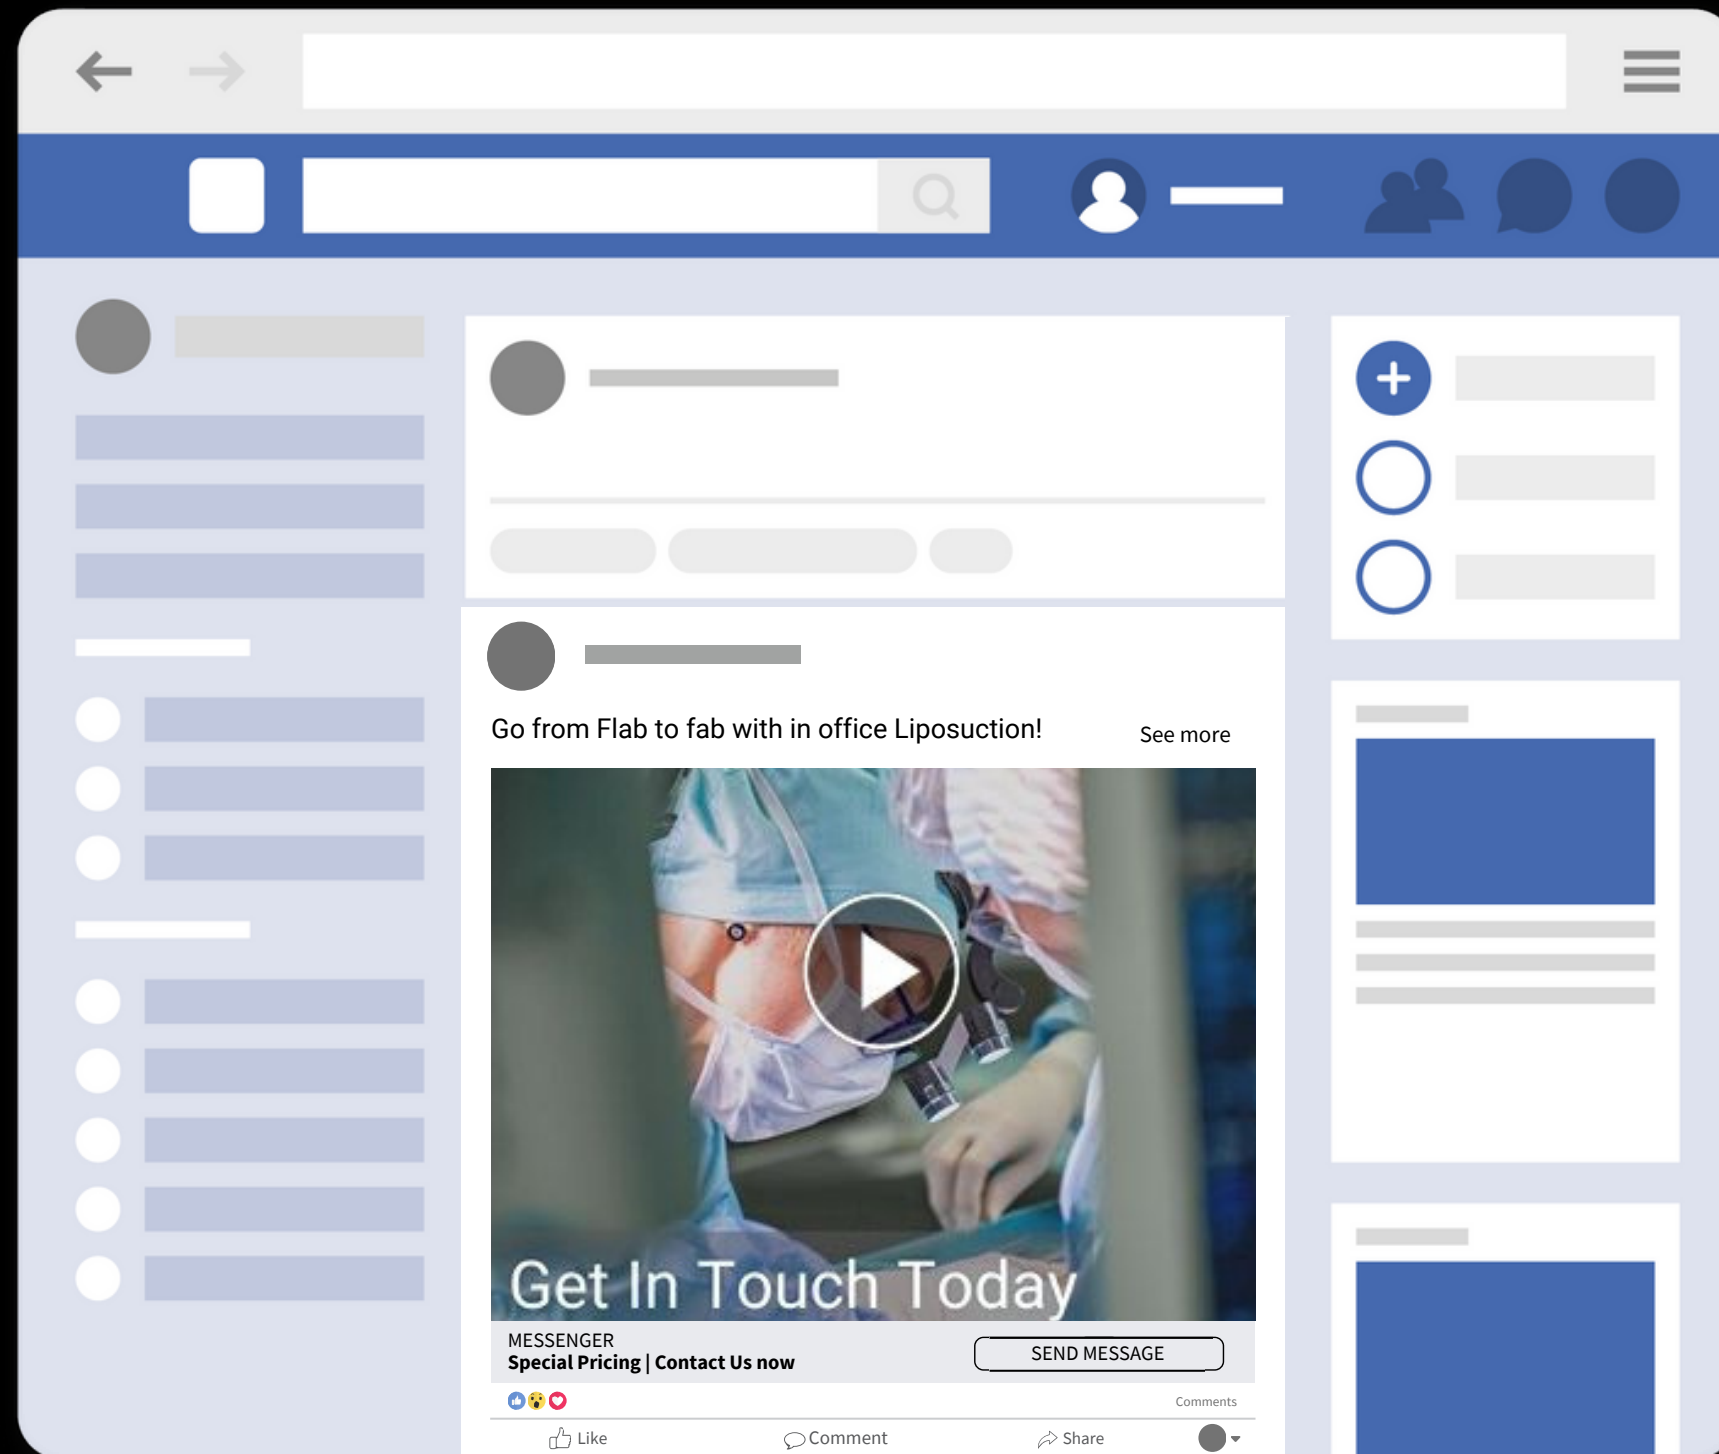 Go from Flab to fab with in office Liposuction!
See more
Get In Touch Today
MESSENGER
Special Pricing | Contact Us now
SEND MESSAGE
Comments
Like
Comment
Share